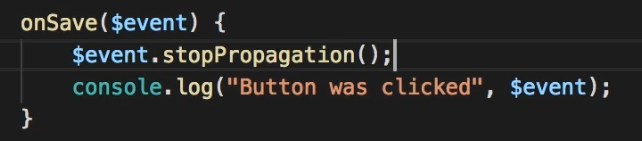 onSave($event) {
    $event.stopPropagation();
    console.log("Button was clicked", $event);
}